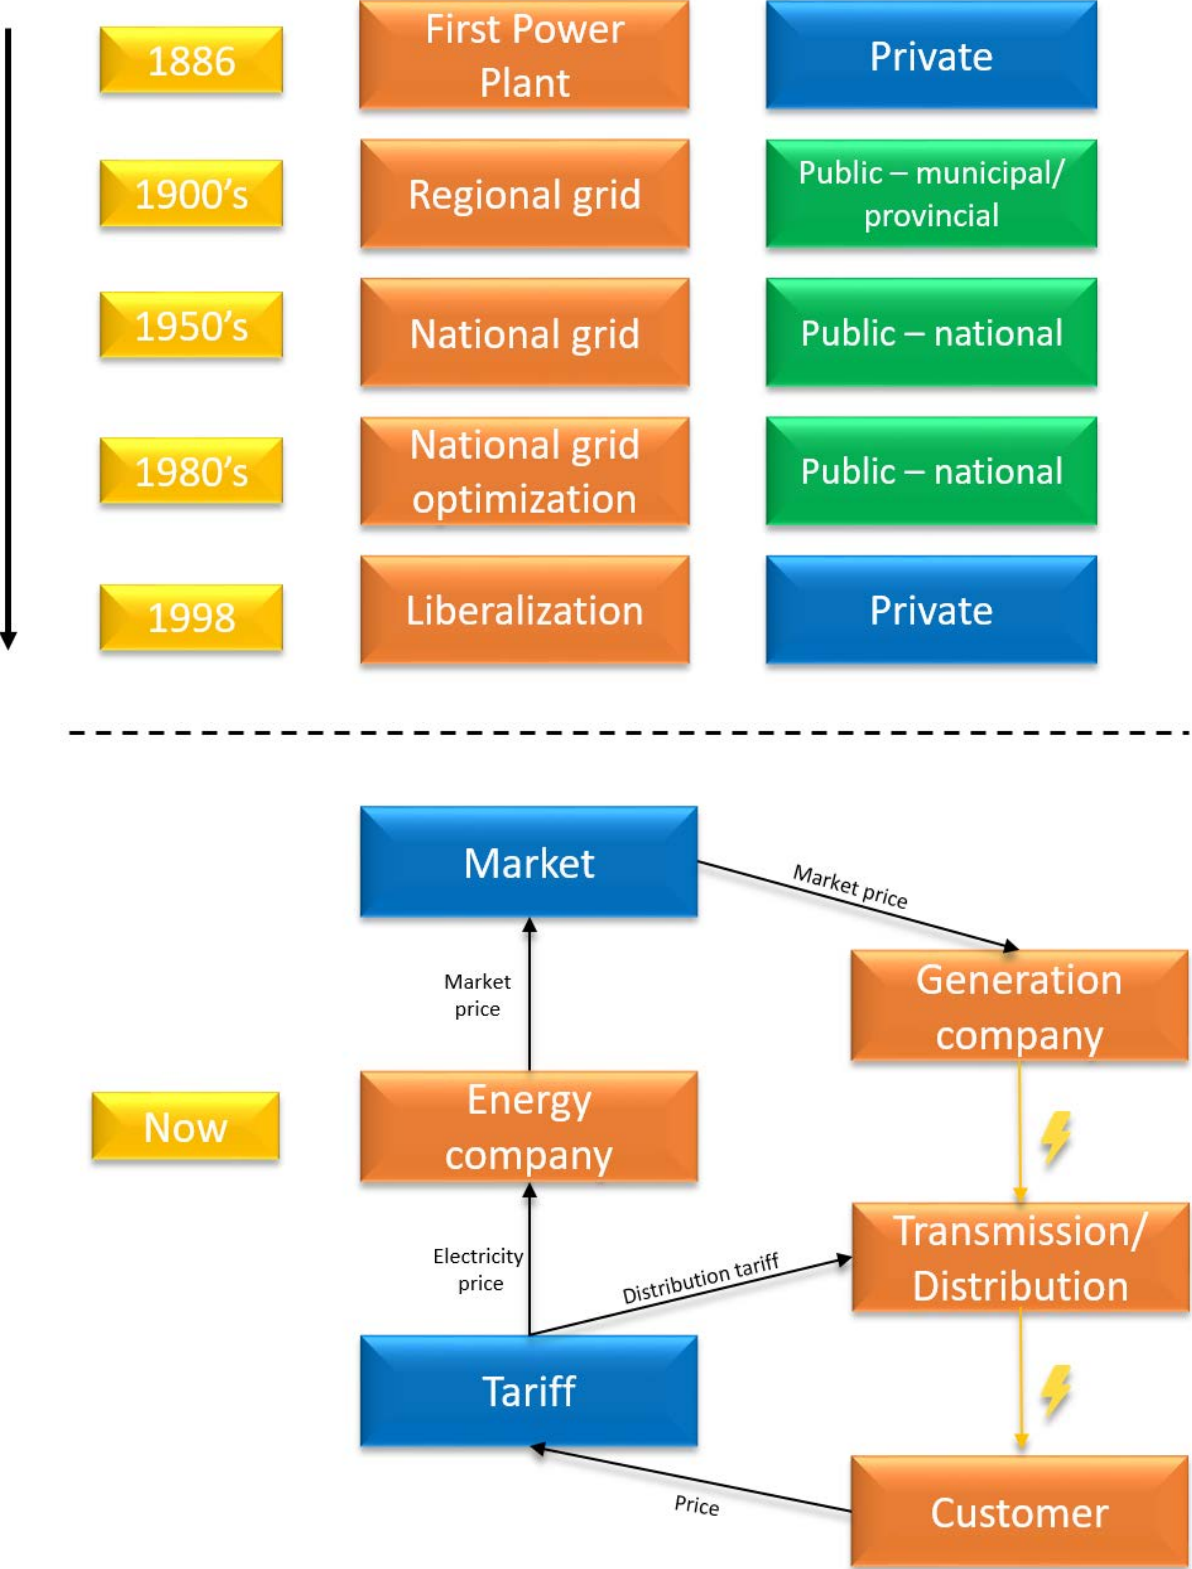 1886
First Power
Plant
Private
1900’s
Regional grid
Public – municipal/
provincial
1950’s
National grid
Public – national
1980’s
National grid
optimization
Public – national
1998
Liberalization
Private
Market
Market price
Generation
company
Market
price
Now
Energy
company
Transmission/
Distribution
Electricity
price
Distribution tariff
Tariff
Price
Customer